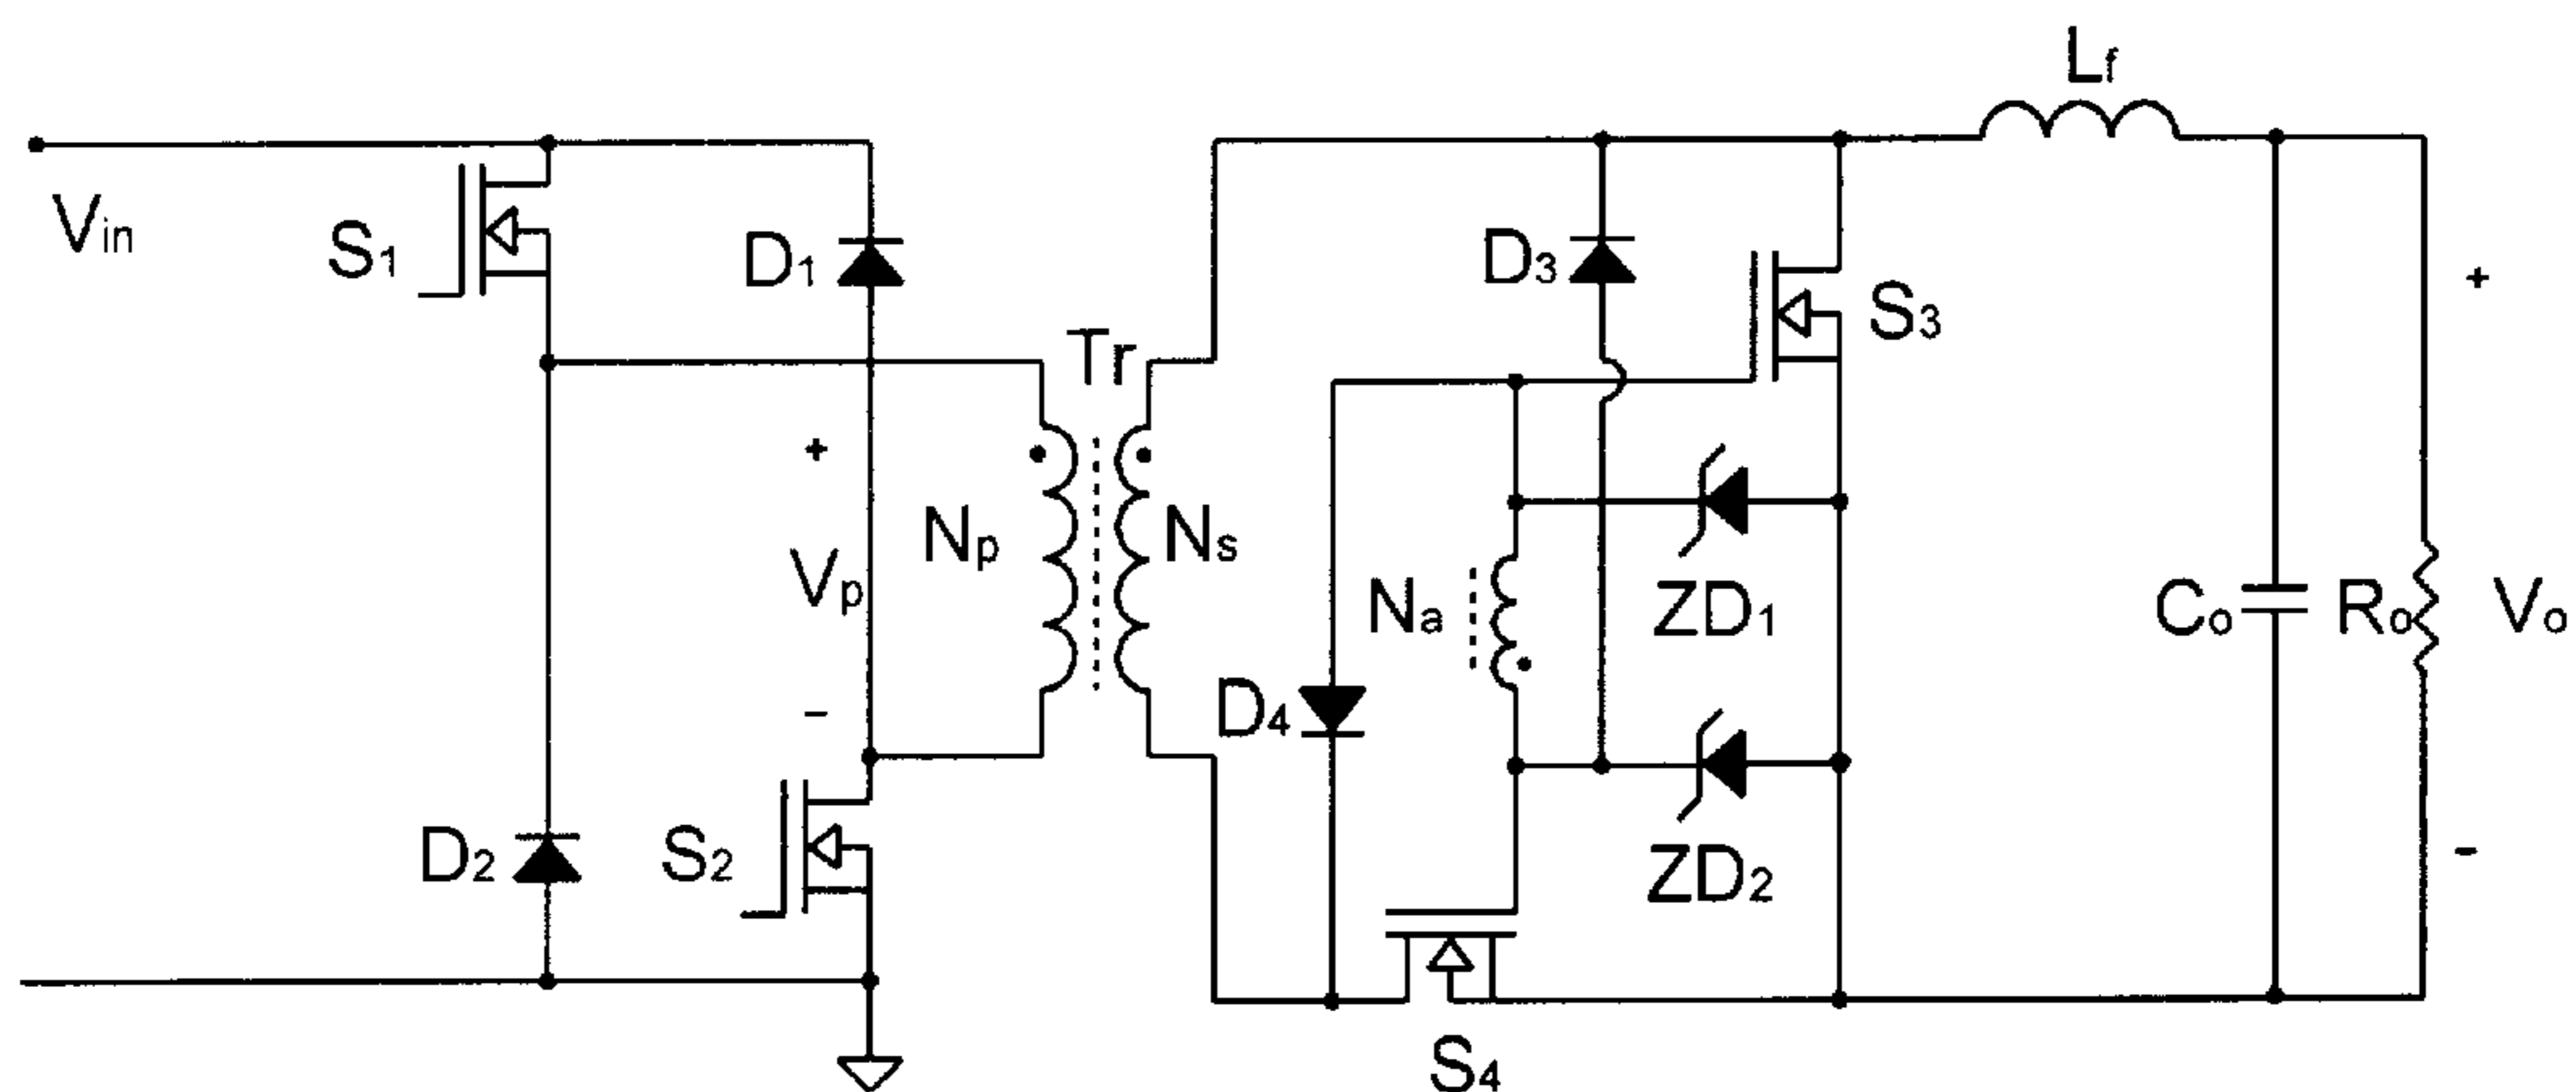 Lf
Vin
S1
D1
D3
S3
+
Tr
+
Vp
Np
Ns
Na
ZD1
Co
Ro
Vo
D4
-
D2
S2
ZD2
-
S4